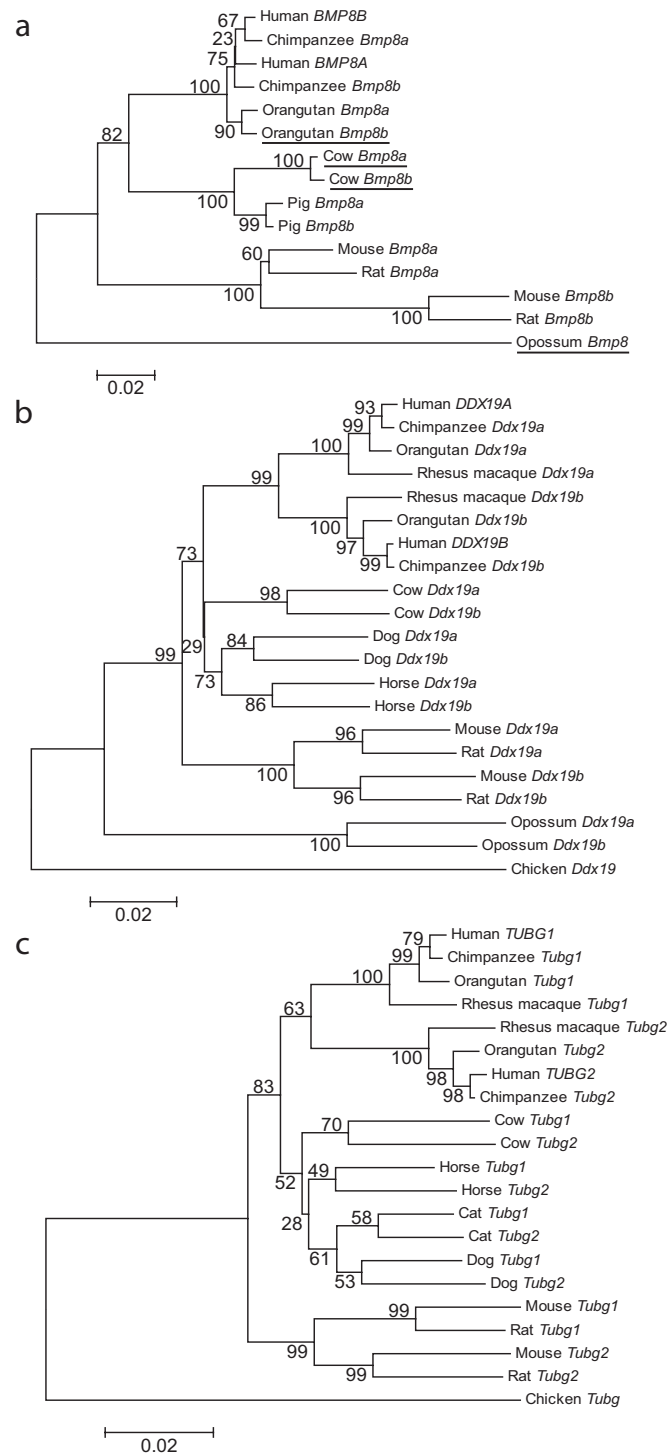 a
67
Human BMP8B
23
Chimpanzee Bmp8a
75
Human BMP8A
Chimpanzee Bmp8b
100
Orangutan Bmp8a
82
90
Orangutan Bmp8b
100
Cow Bmp8a
Cow Bmp8b
100
Pig Bmp8a
99
Pig Bmp8b
60
Mouse Bmp8a
Rat Bmp8a
100
Mouse Bmp8b
100
Rat Bmp8b
Opossum Bmp8
0.02
b
93
Human DDX19A
99
Chimpanzee Ddx19a
100
Orangutan Ddx19a
Rhesus macaque Ddx19a
99
Rhesus macaque Ddx19b
100
Orangutan Ddx19b
97
Human DDX19B
73
99
Chimpanzee Ddx19b
98
Cow Ddx19a
Cow Ddx19b
29
84
Dog Ddx19a
99
Dog Ddx19b
73
Horse Ddx19a
86
Horse Ddx19b
96
Mouse Ddx19a
Rat Ddx19a
100
Mouse Ddx19b
96
Rat Ddx19b
Opossum Ddx19a
100
Opossum Ddx19b
Chicken Ddx19
0.02
c
79
Human TUBG1
99
Chimpanzee Tubg1
100
Orangutan Tubg1
Rhesus macaque Tubg1
63
Rhesus macaque Tubg2
100
Orangutan Tubg2
98
Human TUBG2
83
98
Chimpanzee Tubg2
70
Cow Tubg1
Cow Tubg2
52
49
Horse Tubg1
Horse Tubg2
28
58
Cat Tubg1
Cat Tubg2
61
Dog Tubg1
53
Dog Tubg2
99
Mouse Tubg1
Rat Tubg1
99
Mouse Tubg2
99
Rat Tubg2
Chicken Tubg
0.02